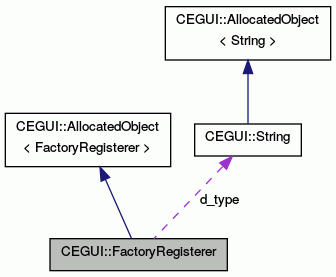 CEGUI::AllocatedObject
< String >
CEGUI::AllocatedObject
< FactoryRegisterer >
CEGUI::String
d_type
CEGUI::FactoryRegisterer